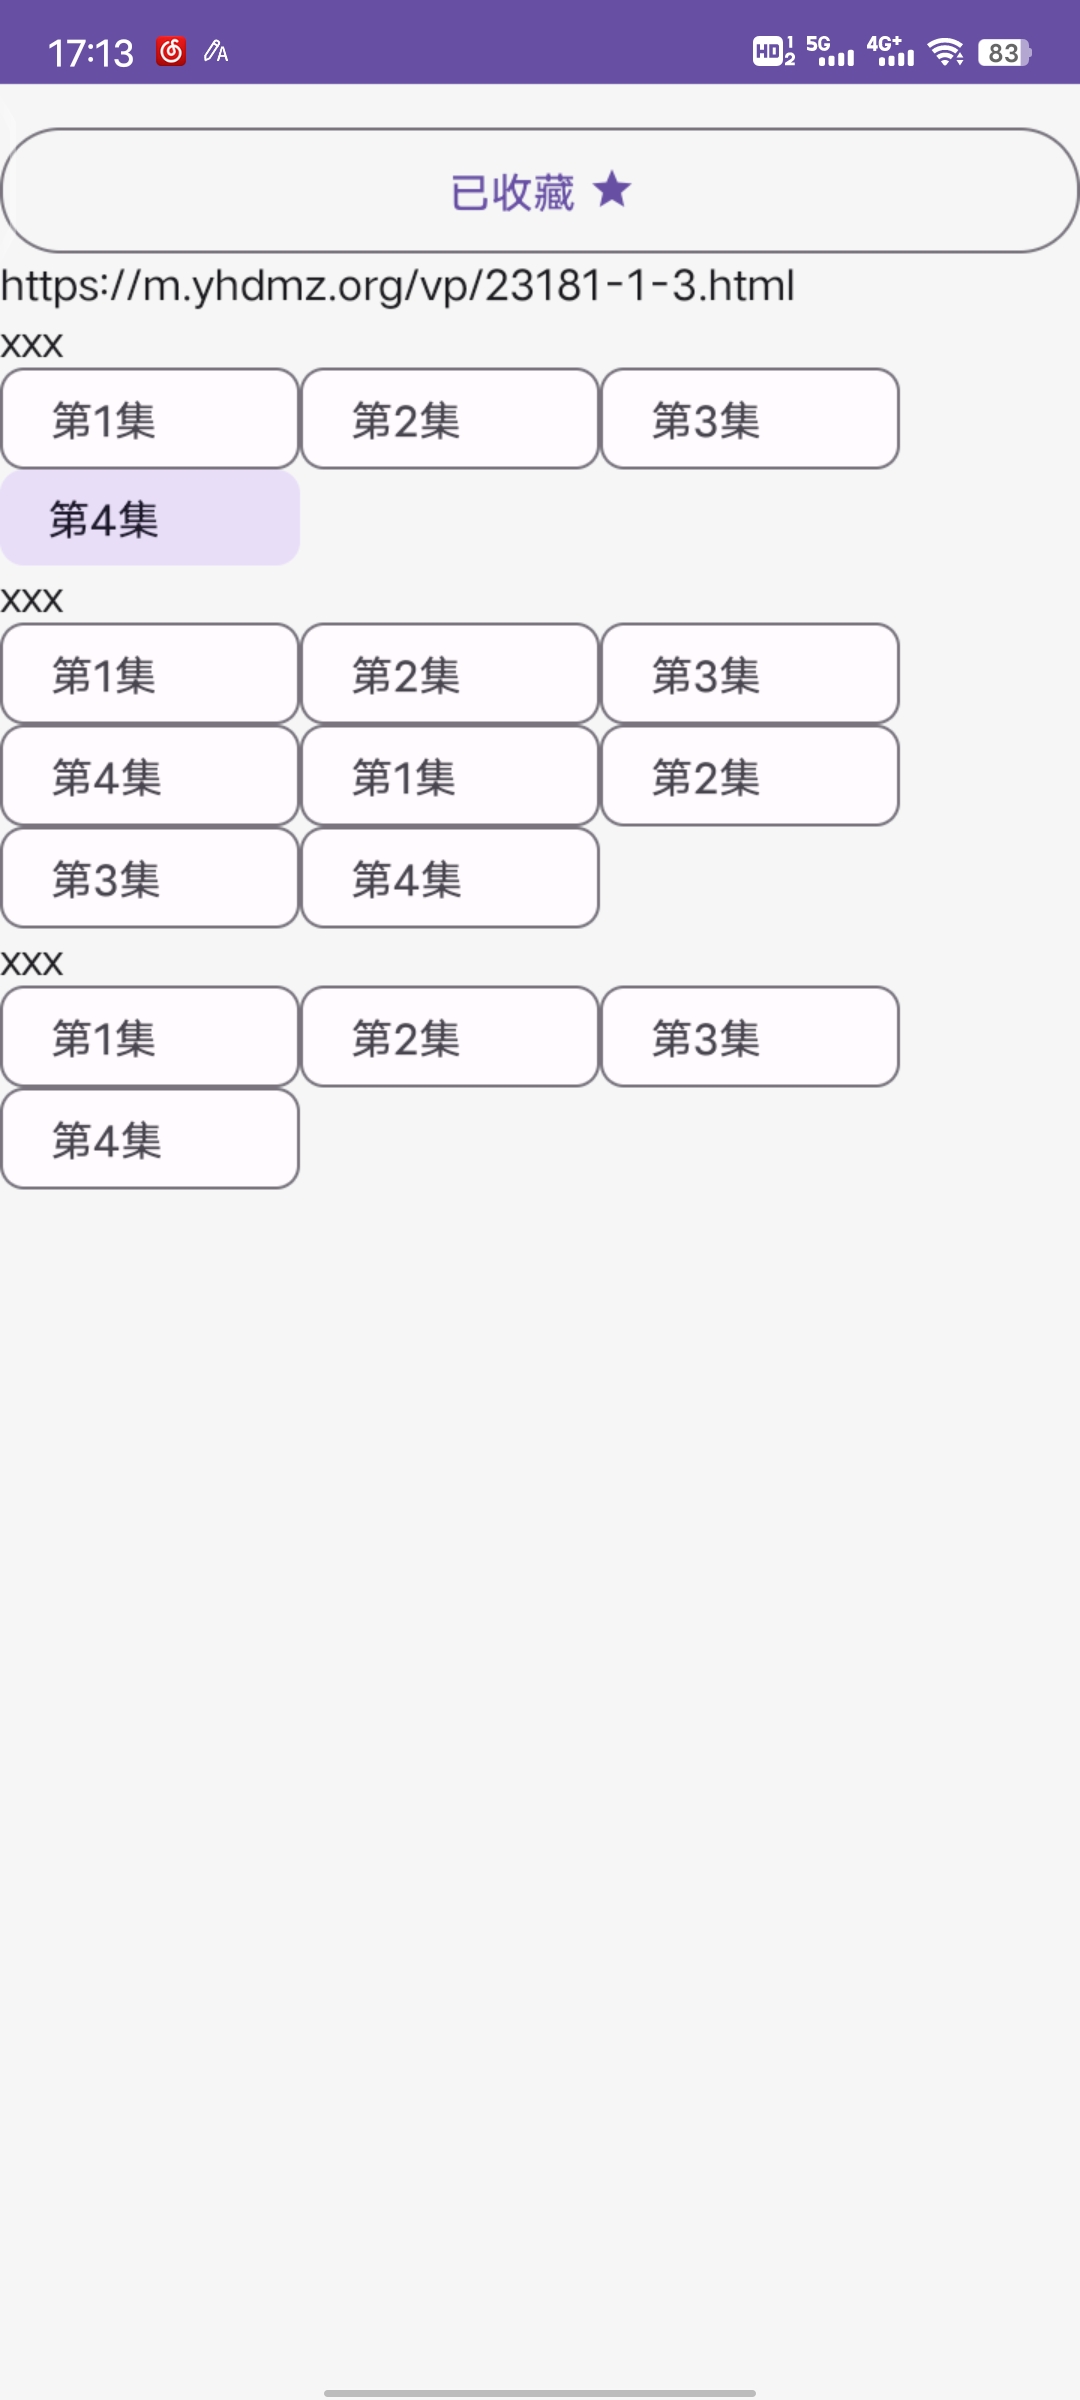 17:13 A HD 1 2 5G 4G+ 83
已收藏 ★
https://m.yhdmz.org/vp/23181-1-3.html
xxx
第1集 第2集 第3集
第4集
xxx
第1集 第2集 第3集
第4集 第1集 第2集
第3集 第4集
xxx
第1集 第2集 第3集
第4集